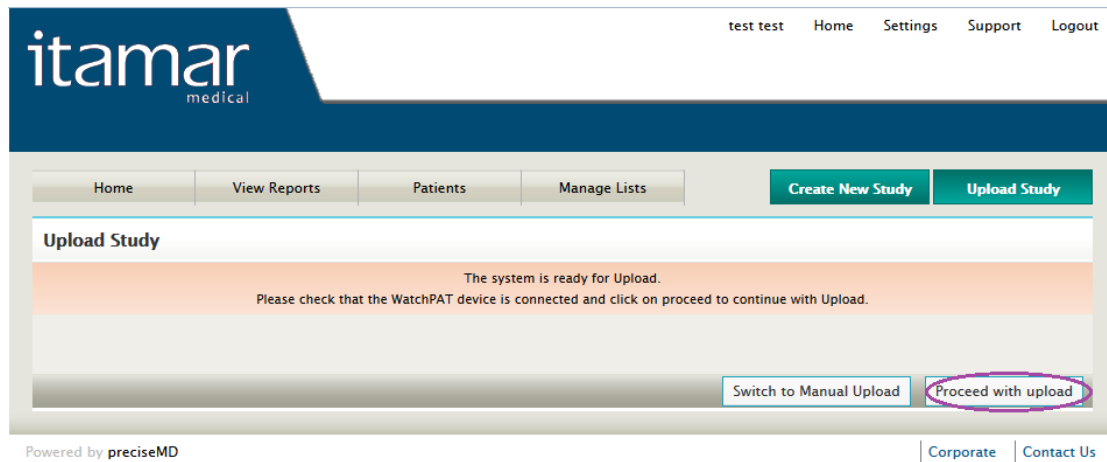 itamar
medical
test test Home Settings Support Logout
Home View Reports Patients Manage Lists Create New Study Upload Study
Upload Study
The system is ready for Upload.
Please check that the WatchPAT device is connected and click on proceed to continue with Upload.
Switch to Manual Upload Proceed with upload
Powered by preciseMD Corporate Contact Us